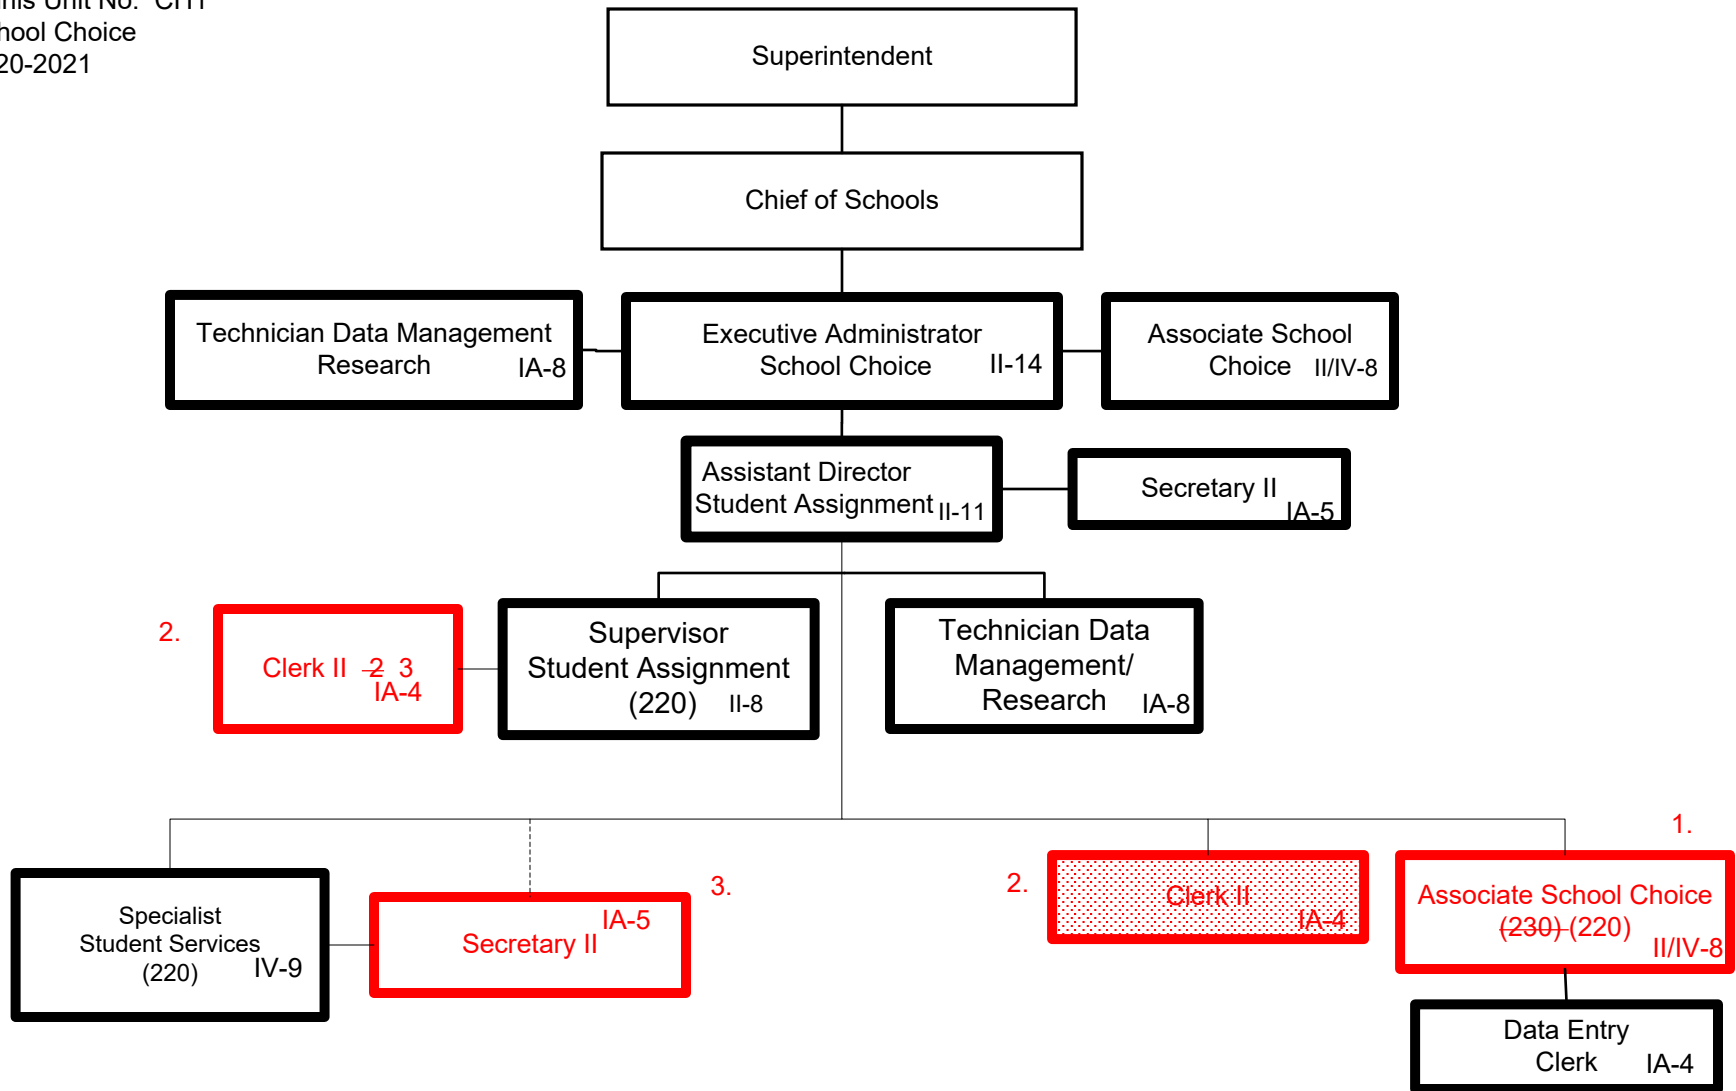 Unit No. CI11
School Choice
20-2021
Superintendent
Chief of Schools
Technician Data Management
Research IA-8
Executive Administrator
School Choice II-14
Associate School
Choice II/IV-8
Assistant Director
Student Assignment II-11
Secretary II
IA-5
2.
Clerk II 2 3
IA-4
Supervisor
Student Assignment
(220) II-8
Technician Data
Management/
Research IA-8
1.
Specialist
Student Services
(220) IV-9
IA-5
Secretary II
3.
2.
Clerk II
IA-4
Associate School Choice
(230) (220)
II/IV-8
Data Entry
Clerk IA-4